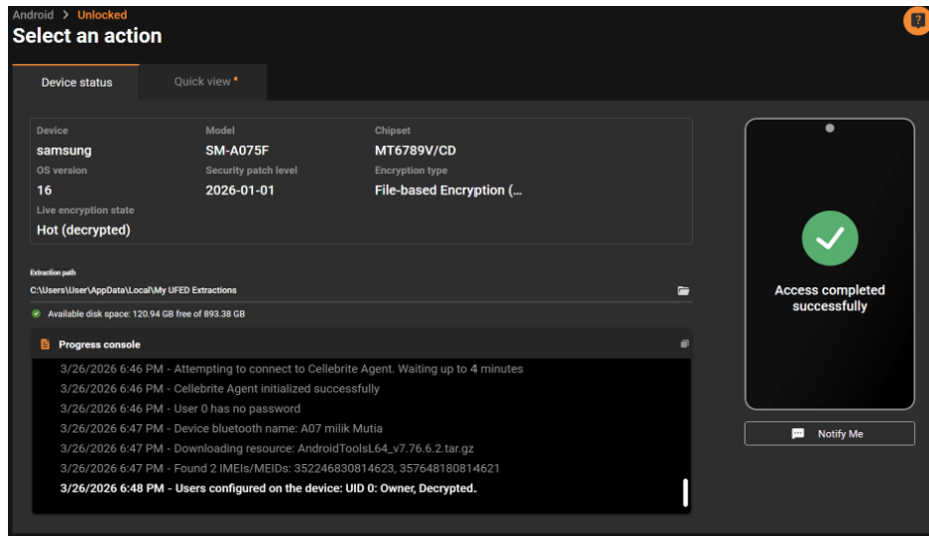 Android > Unlocked
Select an action
Device status
Quick view
Device
Model
Chipset
samsung
SM-A075F
MT6789V/CD
OS version
Security patch level
Encryption type
16
2026-01-01
File-based Encryption (...
Live encryption state
Hot (decrypted)
Extraction path
C:\Users\User\AppData\Local\My UFED Extractions
Available disk space: 120.94 GB free of 893.38 GB
Progress console
3/26/2026 6:46 PM - Attempting to connect to Cellebrite Agent. Waiting up to 4 minutes
3/26/2026 6:46 PM - Cellebrite Agent initialized successfully
3/26/2026 6:46 PM - User 0 has no password
3/26/2026 6:47 PM - Device bluetooth name: A07 milik Mutia
3/26/2026 6:47 PM - Downloading resource: AndroidToolsL64_v7.76.6.2.tar.gz
3/26/2026 6:47 PM - Found 2 IMEIs/MEIDs: 352246830814623, 357648180814621
3/26/2026 6:48 PM - Users configured on the device: UID 0: Owner, Decrypted.
Access completed
successfully
Notify Me
?